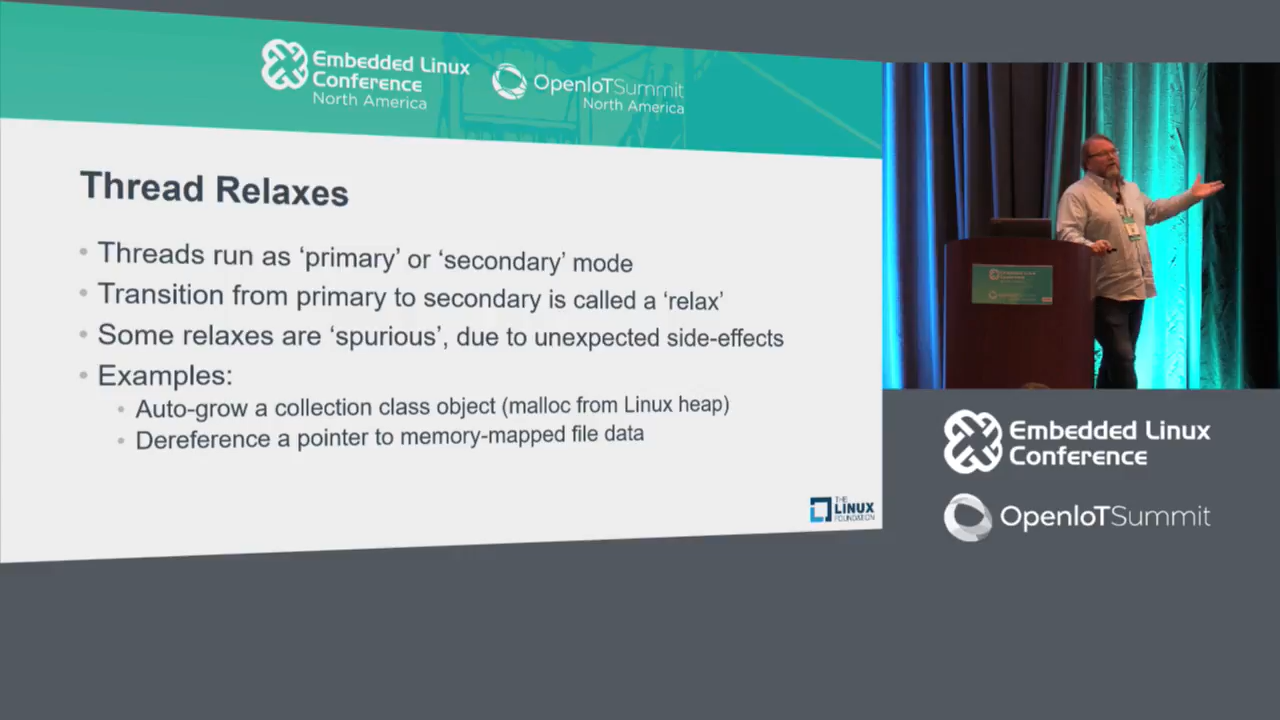 Embedded Linux
Conference
North America
OpenIoTSummit
North America
Thread Relaxes
• Threads run as ‘primary’ or ‘secondary’ mode
• Transition from primary to secondary is called a ‘relax’
• Some relaxes are ‘spurious’, due to unexpected side-effects
• Examples:
• Auto-grow a collection class object (malloc from Linux heap)
• Dereference a pointer to memory-mapped file data
THE
LINUX
FOUNDATION
Embedded Linux
Conference
OpenIoTSummit